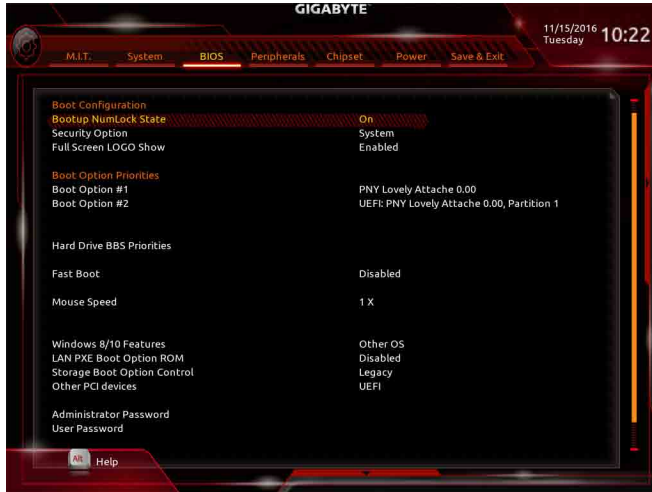 GIGABYTE
11/15/2016 Tuesday 10:22
M.I.T. System BIOS Peripherals Chipset Power Save & Exit
Boot Configuration
Bootup NumLock State On
Security Option System
Full Screen LOGO Show Enabled
Boot Option Priorities
Boot Option #1 PNY Lovely Attache 0.00
Boot Option #2 UEFI: PNY Lovely Attache 0.00, Partition 1
Hard Drive BBS Priorities
Fast Boot Disabled
Mouse Speed 1 X
Windows 8/10 Features Other OS
LAN PXE Boot Option ROM Disabled
Storage Boot Option Control Legacy
Other PCI devices UEFI
Administrator Password
User Password
Alt Help